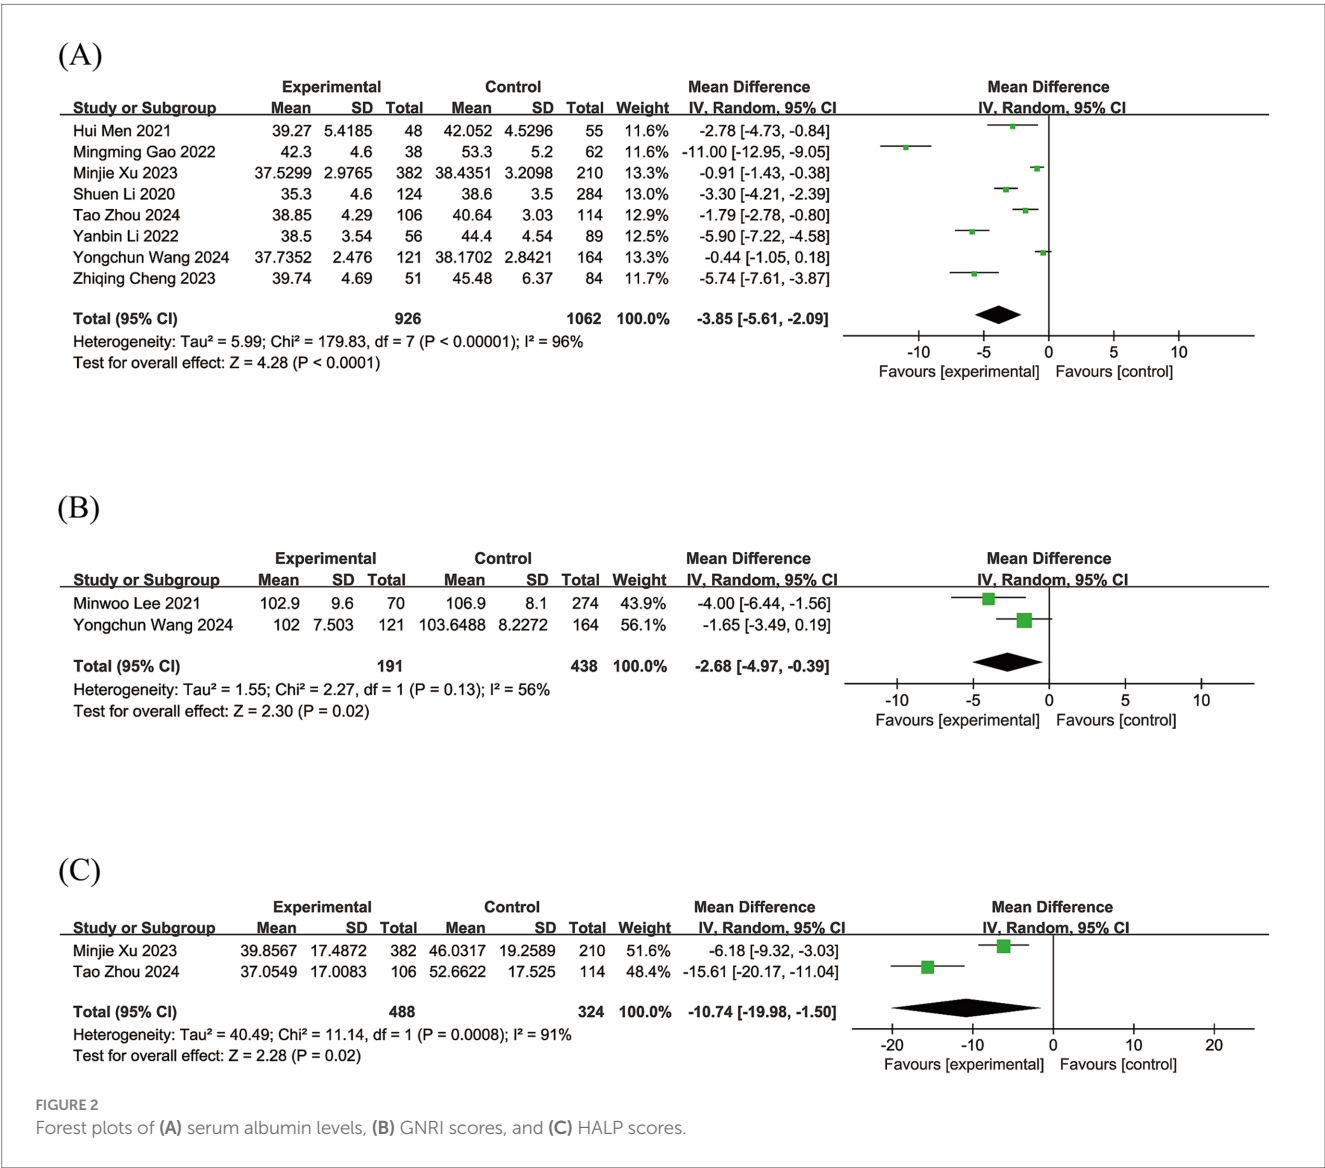 (A)
Experimental Control Mean Difference Mean Difference
Study or Subgroup Mean SD Total Mean SD Total Weight IV, Random, 95% CI IV, Random, 95% CI
Hui Men 2021 39.27 5.4185 48 42.052 4.5296 55 11.6% -2.78 [-4.73, -0.84]
Mingming Gao 2022 42.3 4.6 38 53.3 5.2 62 11.6% -11.00 [-12.95, -9.05]
Minjie Xu 2023 37.5299 2.9765 382 38.4351 3.2098 210 13.3% -0.91 [-1.43, -0.38]
Shuen Li 2020 35.3 4.6 124 38.6 3.5 284 13.0% -3.30 [-4.21, -2.39]
Tao Zhou 2024 38.85 4.29 106 40.64 3.03 114 12.9% -1.79 [-2.78, -0.80]
Yanbin Li 2022 38.5 3.54 56 44.4 4.54 89 12.5% -5.90 [-7.22, -4.58]
Yongchun Wang 2024 37.7352 2.476 121 38.1702 2.8421 164 13.3% -0.44 [-1.05, 0.18]
Zhiqing Cheng 2023 39.74 4.69 51 45.48 6.37 84 11.7% -5.74 [-7.61, -3.87]
Total (95% CI) 926 1062 100.0% -3.85 [-5.61, -2.09]
Heterogeneity: Tau² = 5.99; Chi² = 179.83, df = 7 (P < 0.00001); I² = 96%
Test for overall effect: Z = 4.28 (P < 0.0001)
-10 -5 0 5 10
Favours [experimental] Favours [control]
(B)
Experimental Control Mean Difference Mean Difference
Study or Subgroup Mean SD Total Mean SD Total Weight IV, Random, 95% CI IV, Random, 95% CI
Minwoo Lee 2021 102.9 9.6 70 106.9 8.1 274 43.9% -4.00 [-6.44, -1.56]
Yongchun Wang 2024 102 7.503 121 103.6488 8.2272 164 56.1% -1.65 [-3.49, 0.19]
Total (95% CI) 191 438 100.0% -2.68 [-4.97, -0.39]
Heterogeneity: Tau² = 1.55; Chi² = 2.27, df = 1 (P = 0.13); I² = 56%
Test for overall effect: Z = 2.30 (P = 0.02)
-10 -5 0 5 10
Favours [experimental] Favours [control]
(C)
Experimental Control Mean Difference Mean Difference
Study or Subgroup Mean SD Total Mean SD Total Weight IV, Random, 95% CI IV, Random, 95% CI
Minjie Xu 2023 39.8567 17.4872 382 46.0317 19.2589 210 51.6% -6.18 [-9.32, -3.03]
Tao Zhou 2024 37.0549 17.0083 106 52.6622 17.525 114 48.4% -15.61 [-20.17, -11.04]
Total (95% CI) 488 324 100.0% -10.74 [-19.98, -1.50]
Heterogeneity: Tau² = 40.49; Chi² = 11.14, df = 1 (P = 0.0008); I² = 91%
Test for overall effect: Z = 2.28 (P = 0.02)
-20 -10 0 10 20
Favours [experimental] Favours [control]
FIGURE 2
Forest plots of (A) serum albumin levels, (B) GNRI scores, and (C) HALP scores.